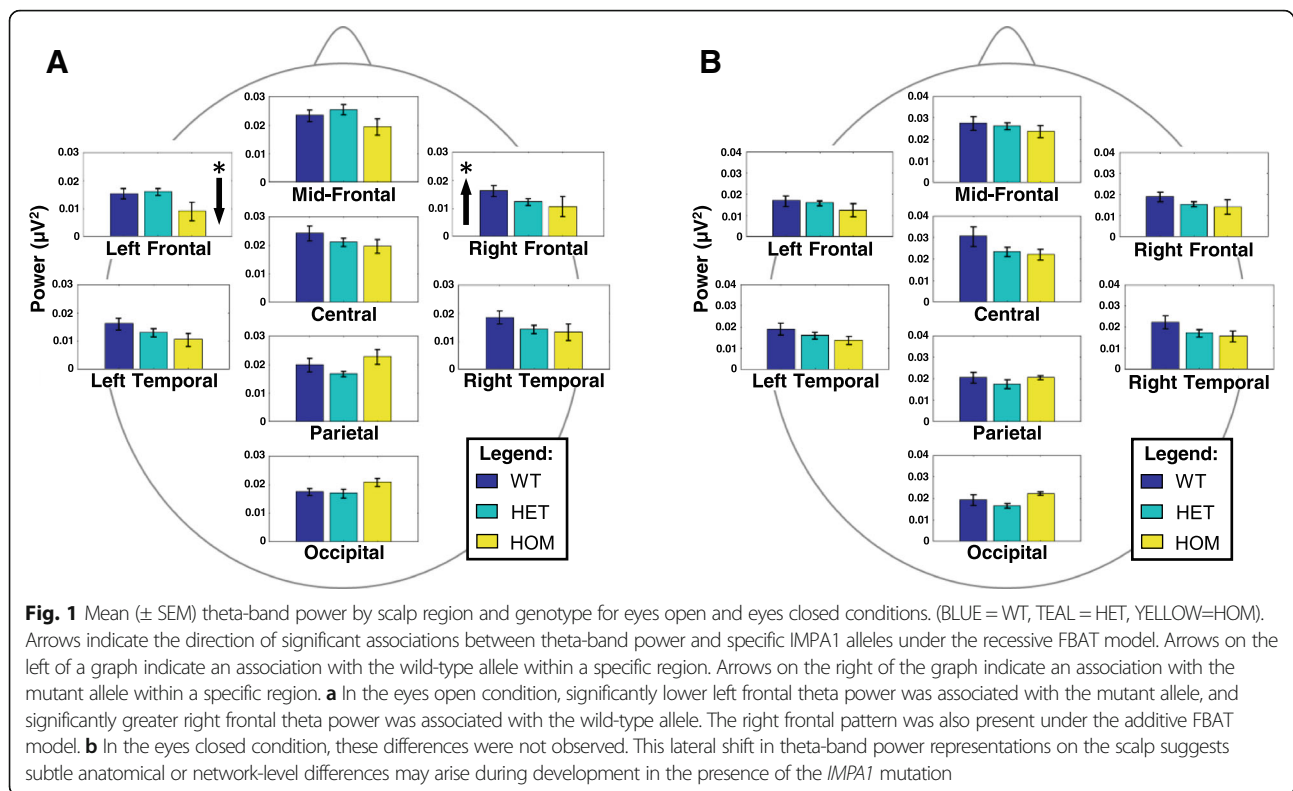 A
B
Power (μV²)
0.03
0.02
0.01
0
Mid-Frontal
0.03
0.02
0.01
0
*
Left Frontal
0.03
0.02
0.01
0
*
Right Frontal
0.03
0.02
0.01
0
Central
0.03
0.02
0.01
0
Left Temporal
0.03
0.02
0.01
0
Right Temporal
0.03
0.02
0.01
0
Parietal
0.03
0.02
0.01
0
Occipital
Legend:
WT
HET
HOM
Power (μV²)
0.04
0.03
0.02
0.01
0
Mid-Frontal
0.04
0.03
0.02
0.01
0
Left Frontal
0.04
0.03
0.02
0.01
0
Right Frontal
0.04
0.03
0.02
0.01
0
Central
0.04
0.03
0.02
0.01
0
Left Temporal
0.04
0.03
0.02
0.01
0
Right Temporal
0.04
0.03
0.02
0.01
0
Parietal
0.04
0.03
0.02
0.01
0
Occipital
Legend:
WT
HET
HOM
Fig. 1 Mean (± SEM) theta-band power by scalp region and genotype for eyes open and eyes closed conditions. (BLUE = WT, TEAL = HET, YELLOW=HOM).
Arrows indicate the direction of significant associations between theta-band power and specific IMPA1 alleles under the recessive FBAT model. Arrows on the
left of a graph indicate an association with the wild-type allele within a specific region. Arrows on the right of the graph indicate an association with the
mutant allele within a specific region. a In the eyes open condition, significantly lower left frontal theta power was associated with the mutant allele, and
significantly greater right frontal theta power was associated with the wild-type allele. The right frontal pattern was also present under the additive FBAT
model. b In the eyes closed condition, these differences were not observed. This lateral shift in theta-band power representations on the scalp suggests
subtle anatomical or network-level differences may arise during development in the presence of the IMPA1 mutation